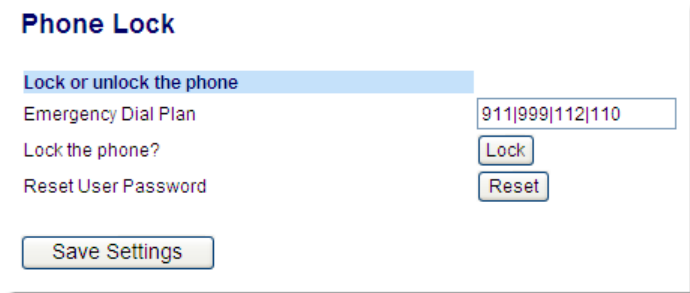 Phone Lock
Lock or unlock the phone
Emergency Dial Plan 911|999|112|110
Lock the phone? Lock
Reset User Password Reset
Save Settings